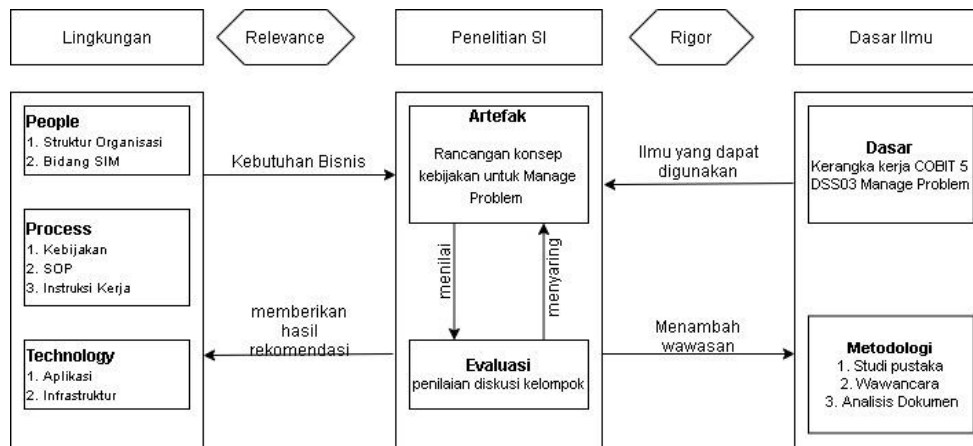 Lingkungan
Relevance
Penelitian SI
Rigor
Dasar Ilmu
People
1. Struktur Organisasi
2. Bidang SIM
Process
1. Kebijakan
2. SOP
3. Instruksi Kerja
Technology
1. Aplikasi
2. Infrastruktur
Kebutuhan Bisnis
memberikan
hasil
rekomendasi
Artefak
Rancangan konsep
kebijakan untuk Manage
Problem
menilai
menyaring
Evaluasi
penilaian diskusi kelompok
Ilmu yang dapat
digunakan
Menambah
wawasan
Dasar
Kerangka kerja COBIT 5
DSS03 Manage Problem
Metodologi
1. Studi pustaka
2. Wawancara
3. Analisis Dokumen